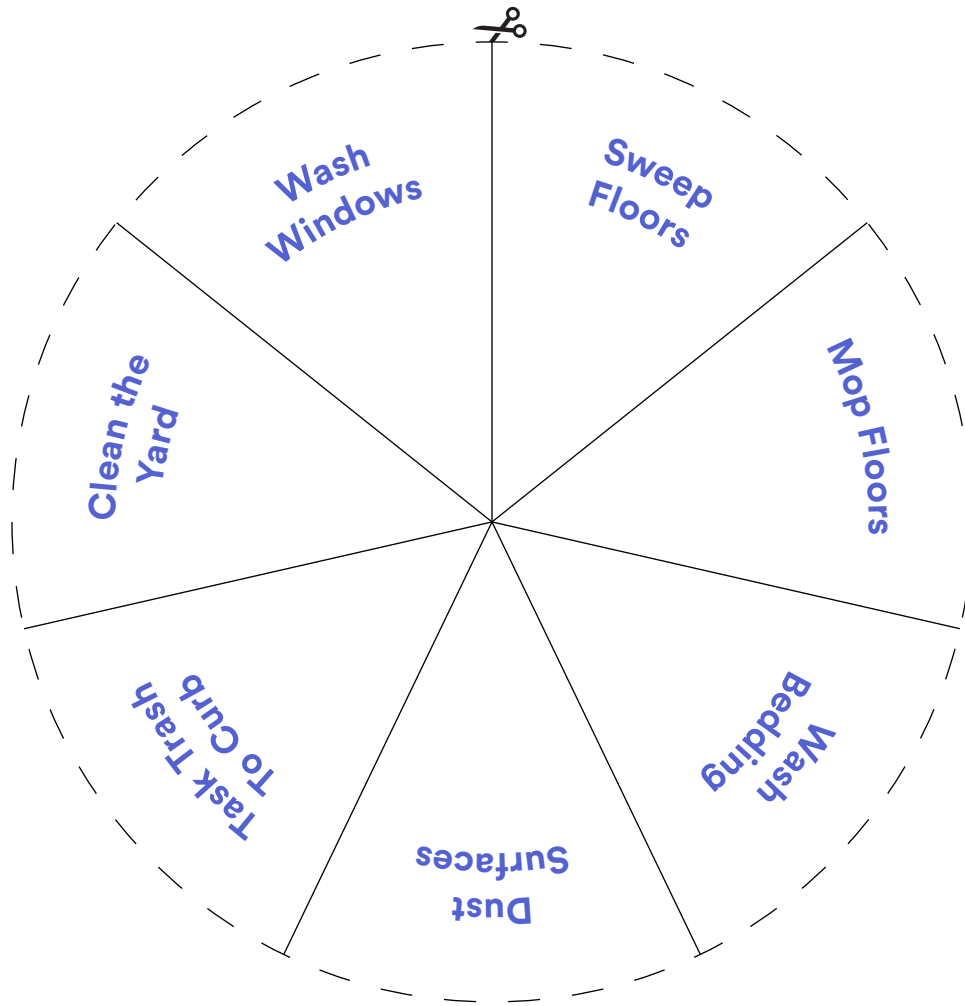 Sweep
Floors
Mop Floors
Wash
Bedding
Dust
Surfaces
Task Trash
To Curb
Clean the
Yard
Wash
Windows